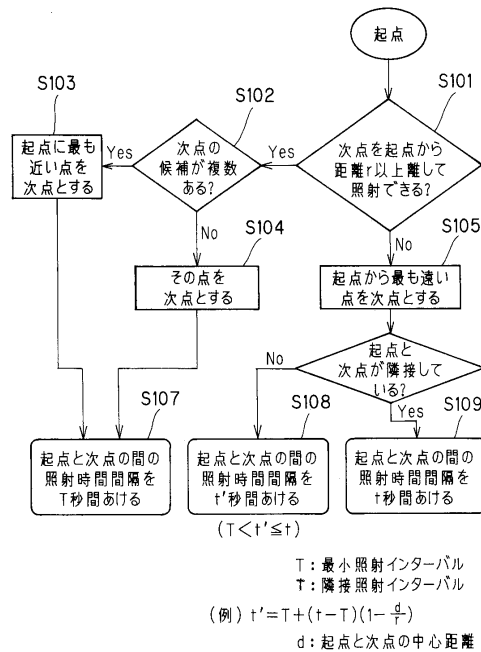 起点
S101
次点を起点から
距離r以上離して
照射できる?
Yes
No
S102
次点の
候補が複数
ある?
Yes
No
S103
起点に最も
近い点を
次点とする
S104
その点を
次点とする
S105
起点から最も遠い
点を次点とする
起点と
次点が隣接して
いる?
No
Yes
S107
起点と次点の間の
照射時間間隔を
T秒間あける
S108
起点と次点の間の
照射時間間隔を
t'秒間あける
S109
起点と次点の間の
照射時間間隔を
t秒間あける
(T<t'≦t)
T:最小照射インターバル
t:隣接照射インターバル
(例) t'=T+(t-T)(1-d/r)
d:起点と次点の中心距離